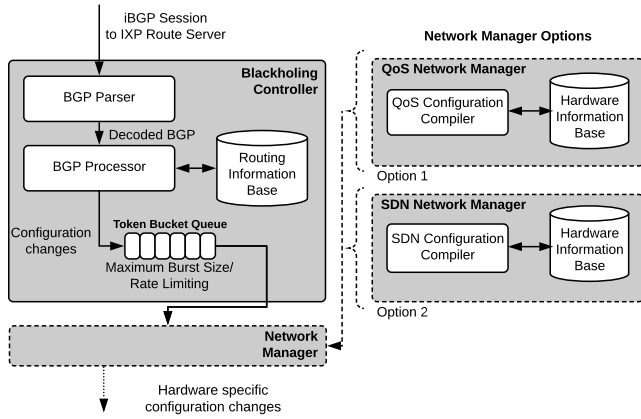 iBGP Session
to IXP Route Server
Blackholing
Controller
BGP Parser
Decoded BGP
BGP Processor
Routing
Information
Base
Configuration
changes
Token Bucket Queue
Maximum Burst Size/
Rate Limiting
Network
Manager
Hardware specific
configuration changes
Network Manager Options
QoS Network Manager
QoS Configuration
Compiler
Hardware
Information
Base
Option 1
SDN Network Manager
SDN Configuration
Compiler
Hardware
Information
Base
Option 2